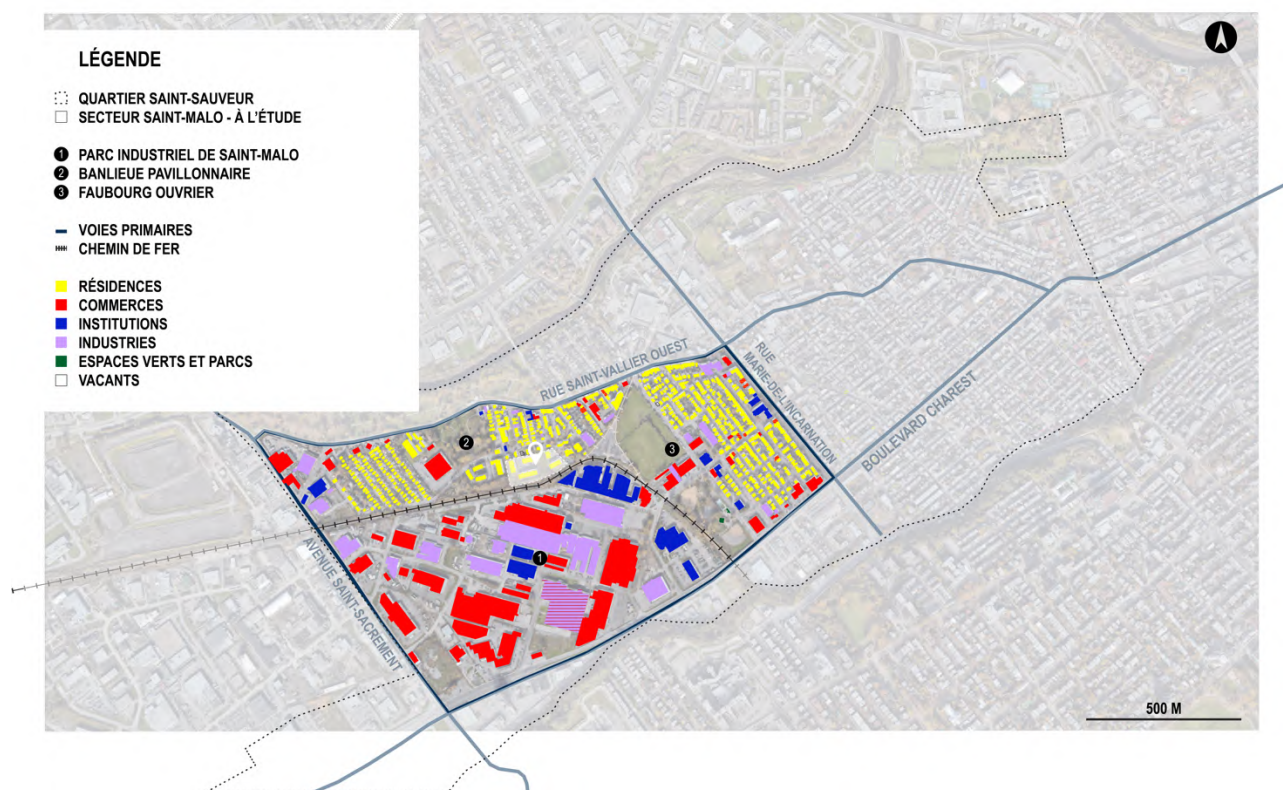 LÉGENDE
QUARTIER SAINT-SAUVEUR
SECTEUR SAINT-MALO - À L'ÉTUDE
1 PARC INDUSTRIEL DE SAINT-MALO
2 BANLIEUE PAVILLONNAIRE
3 FAUBOURG OUVRIER
VOIES PRIMAIRES
CHEMIN DE FER
RÉSIDENCES
COMMERCES
INSTITUTIONS
INDUSTRIES
ESPACES VERTS ET PARCS
VACANTS
RUE SAINT-VALLIER OUEST
RUE
MARIE-DE-L'INCARNATION
BOULEVARD CHAREST
AVENUE SAINT-SACREMENT
2
3
1
500 M